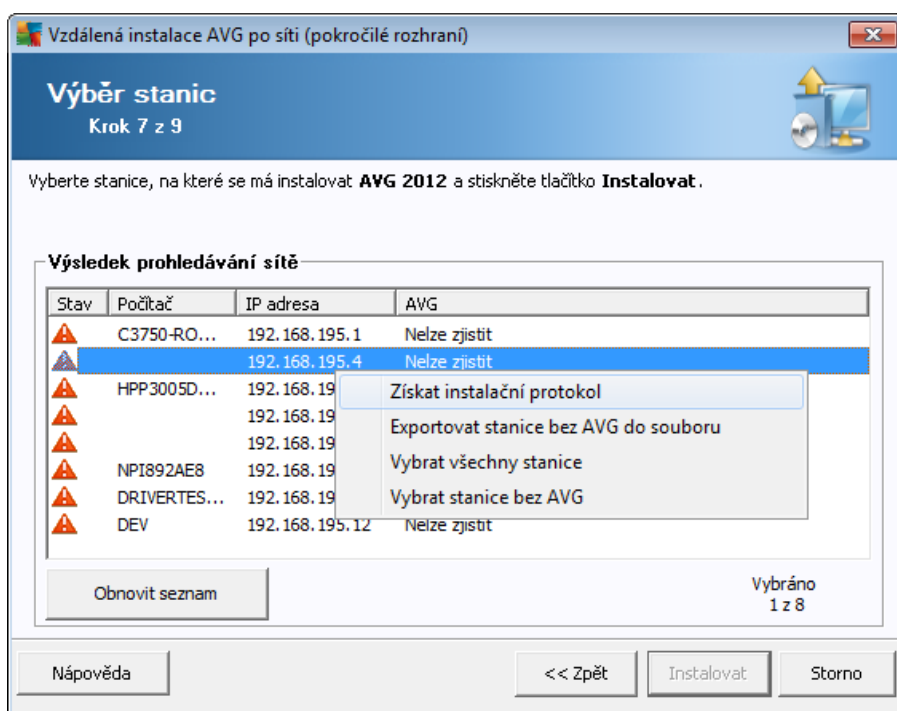 Vzdálená instalace AVG po síti (pokročilé rozhraní)
Výběr stanic
Krok 7 z 9
Vyberte stanice, na které se má instalovat AVG 2012 a stiskněte tlačítko Instalovat.
Výsledek prohledávání sítě
Stav Počítač IP adresa AVG
C3750-RO... 192.168.195.1 Nelze zjistit
192.168.195.4 Nelze zjistit
HPP3005D... 192.168.19
Získat instalační protokol
192.168.19
Exportovat stanice bez AVG do souboru
192.168.19
Vybrat všechny stanice
NPI892AE8 192.168.19
DRIVERTES... 192.168.19
Vybrat stanice bez AVG
DEV 192.168.195.12 Nelze zjistit
Obnovit seznam
Vybráno
1 z 8
Nápověda << Zpět Instalovat Storno